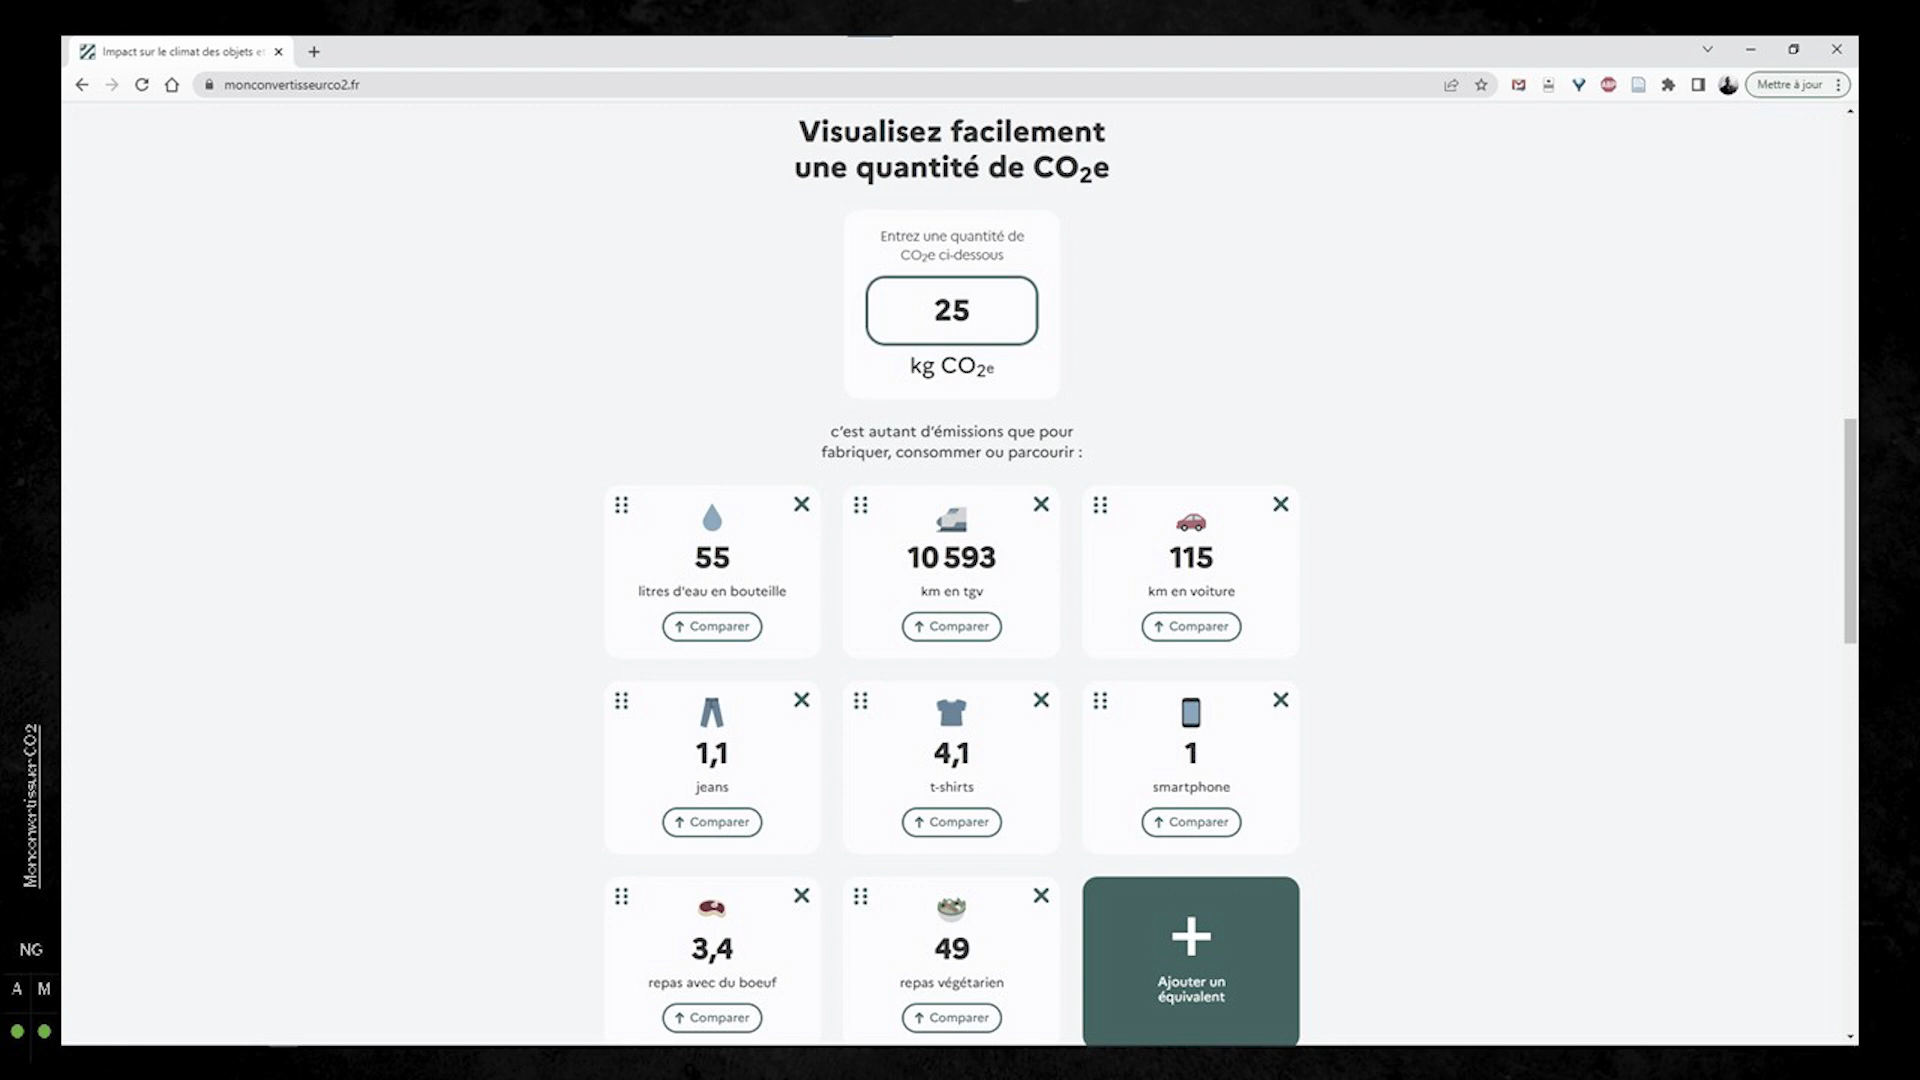 Impact sur le climat des objets et
monconvertisseurco2.fr
Mettre à jour
Visualisez facilement
une quantité de CO2e
Entrez une quantité de
CO2e ci-dessous
25
kg CO2e
c'est autant d'émissions que pour
fabriquer, consommer ou parcourir :
55
litres d'eau en bouteille
Comparer
10 593
km en tgv
Comparer
115
km en voiture
Comparer
1,1
jeans
Comparer
4,1
t-shirts
Comparer
1
smartphone
Comparer
3,4
repas avec du boeuf
Comparer
49
repas végétarien
Comparer
Ajouter un
équivalent
MonconvertissuerCO2
NG
A M